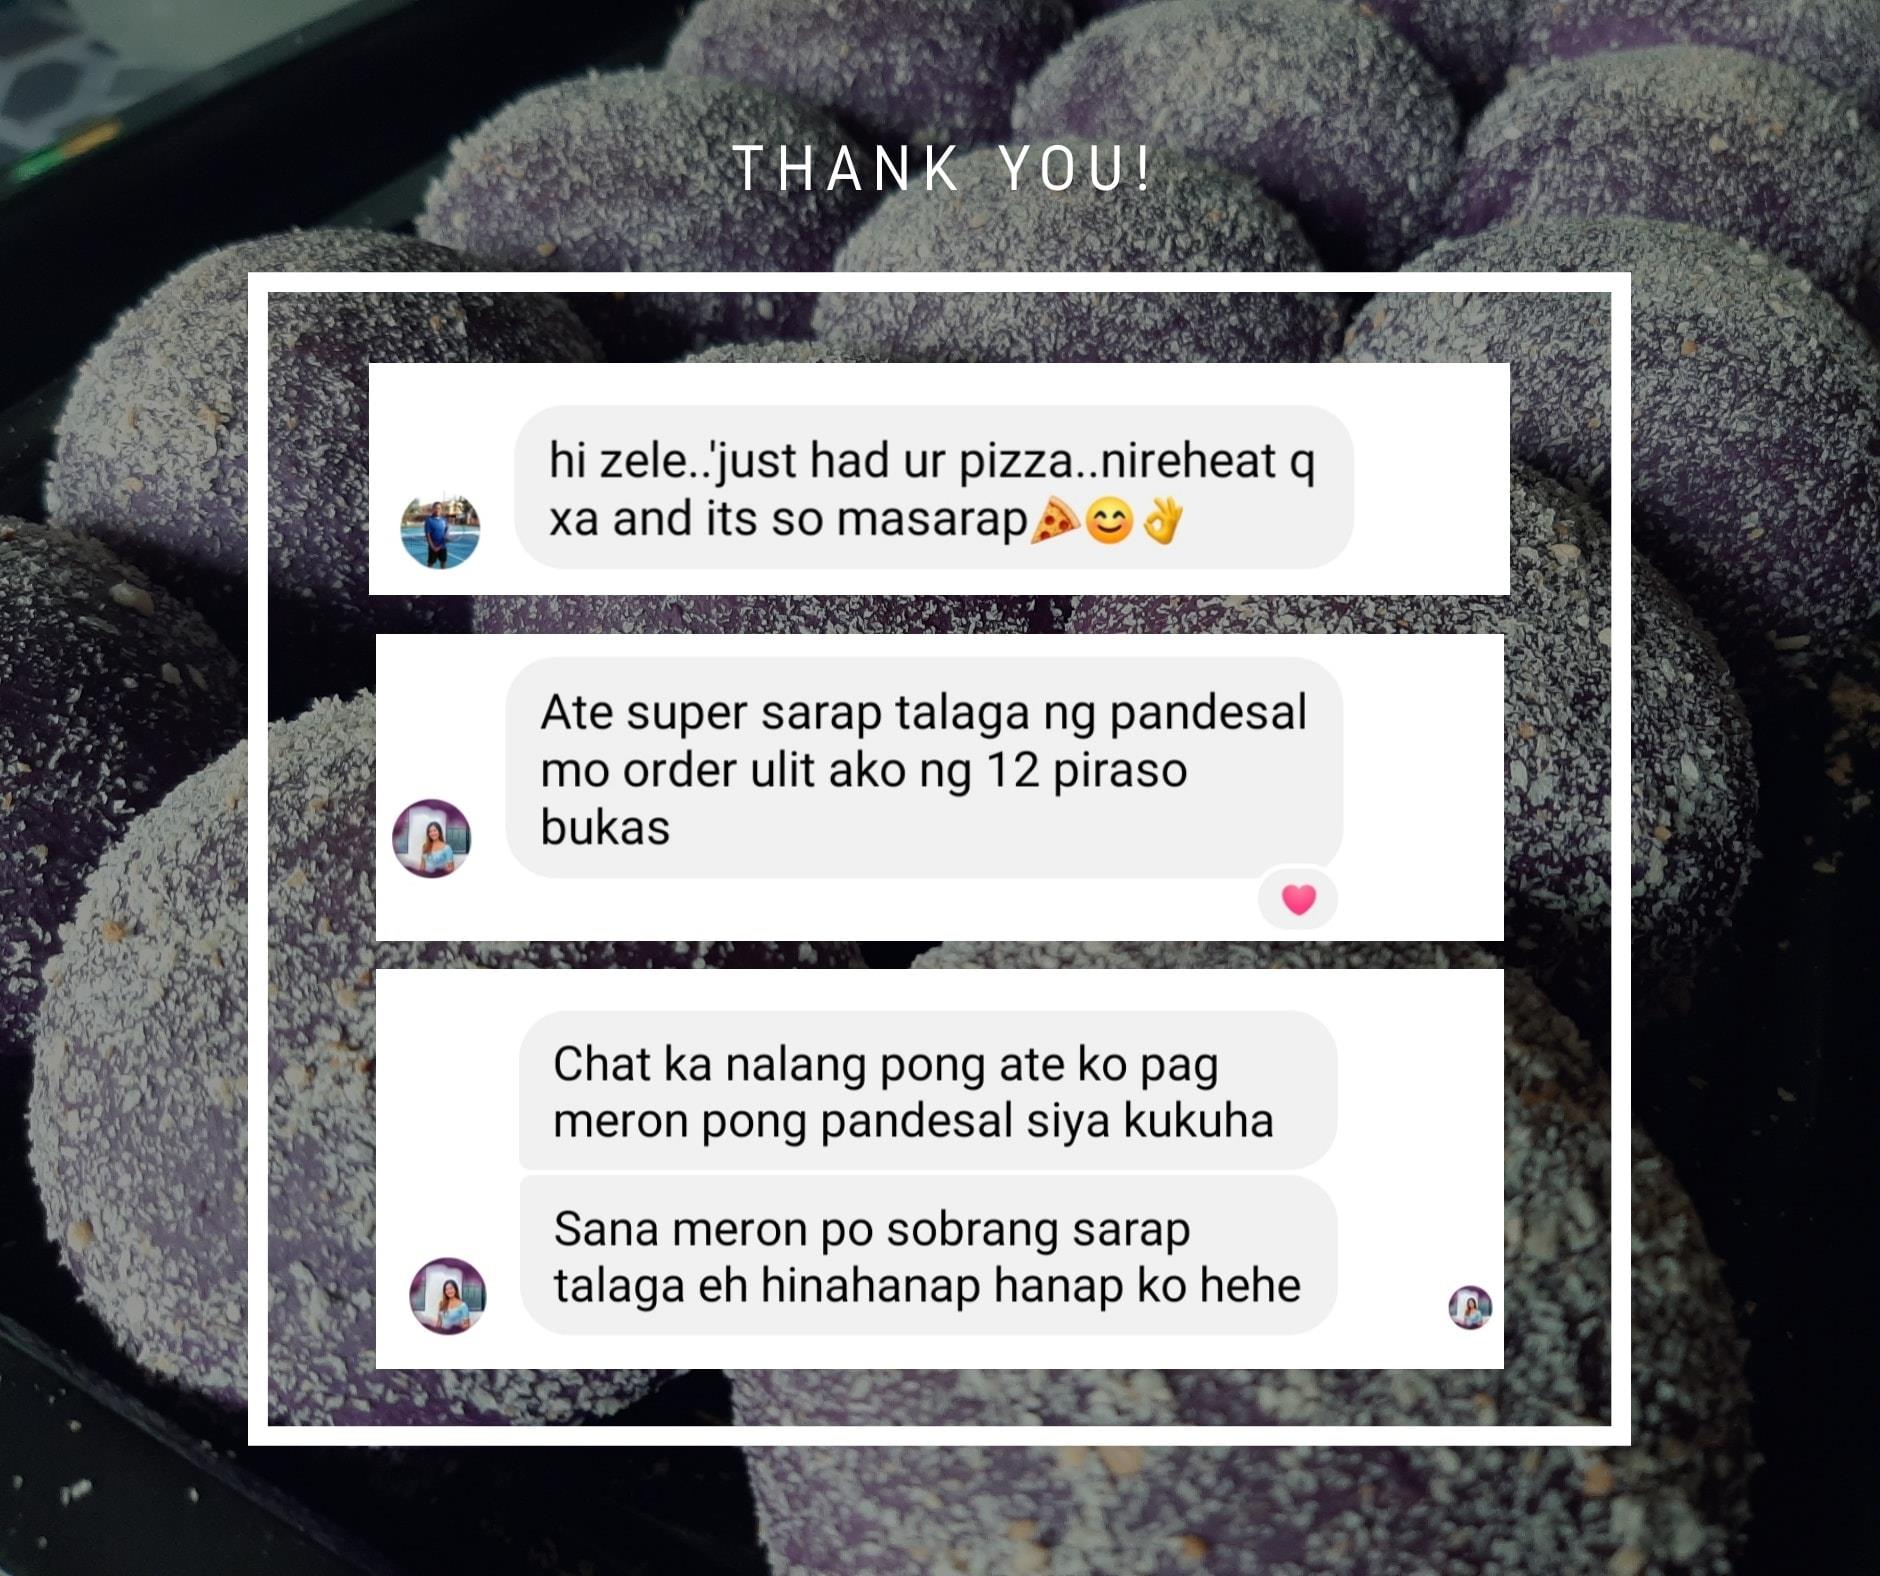 THANK YOU!
hi zele..'just had ur pizza..nireheat q
xa and its so masarap🍕😊👌
Ate super sarap talaga ng pandesal
mo order ulit ako ng 12 piraso
bukas
Chat ka nalang pong ate ko pag
meron pong pandesal siya kukuha
Sana meron po sobrang sarap
talaga eh hinahanap hanap ko hehe